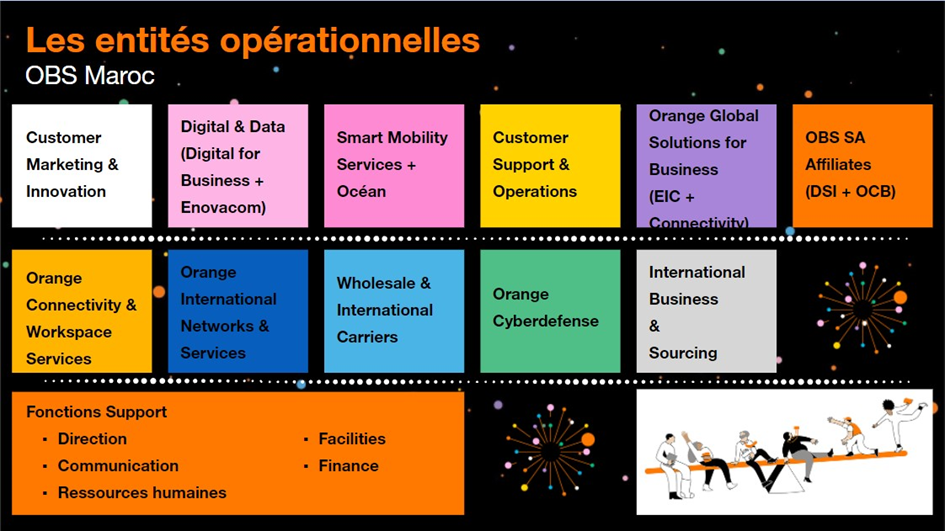 Les entités opérationnelles
OBS Maroc
Customer
Marketing &
Innovation
Digital & Data
(Digital for
Business +
Enovacom)
Smart Mobility
Services +
Océan
Customer
Support &
Operations
Orange Global
Solutions for
Business
(EIC +
Connectivity)
OBS SA
Affiliates
(DSI + OCB)
Orange
Connectivity &
Workspace
Services
Orange
International
Networks &
Services
Wholesale &
International
Carriers
Orange
Cyberdefense
International
Business
&
Sourcing
Fonctions Support
▪ Direction
▪ Communication
▪ Ressources humaines
▪ Facilities
▪ Finance